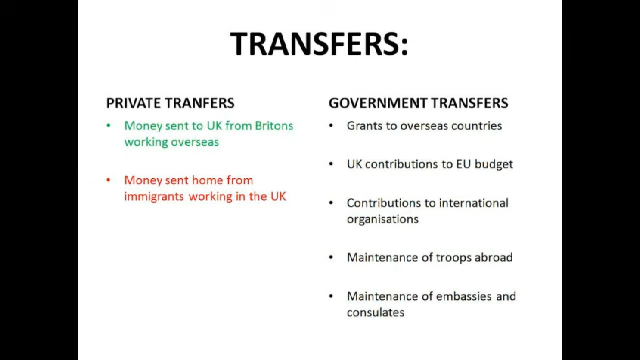 TRANSFERS:
PRIVATE TRANFERS
• Money sent to UK from Britons
working overseas
• Money sent home from
immigrants working in the UK
GOVERNMENT TRANSFERS
• Grants to overseas countries
• UK contributions to EU budget
• Contributions to international
organisations
• Maintenance of troops abroad
• Maintenance of embassies and
consulates